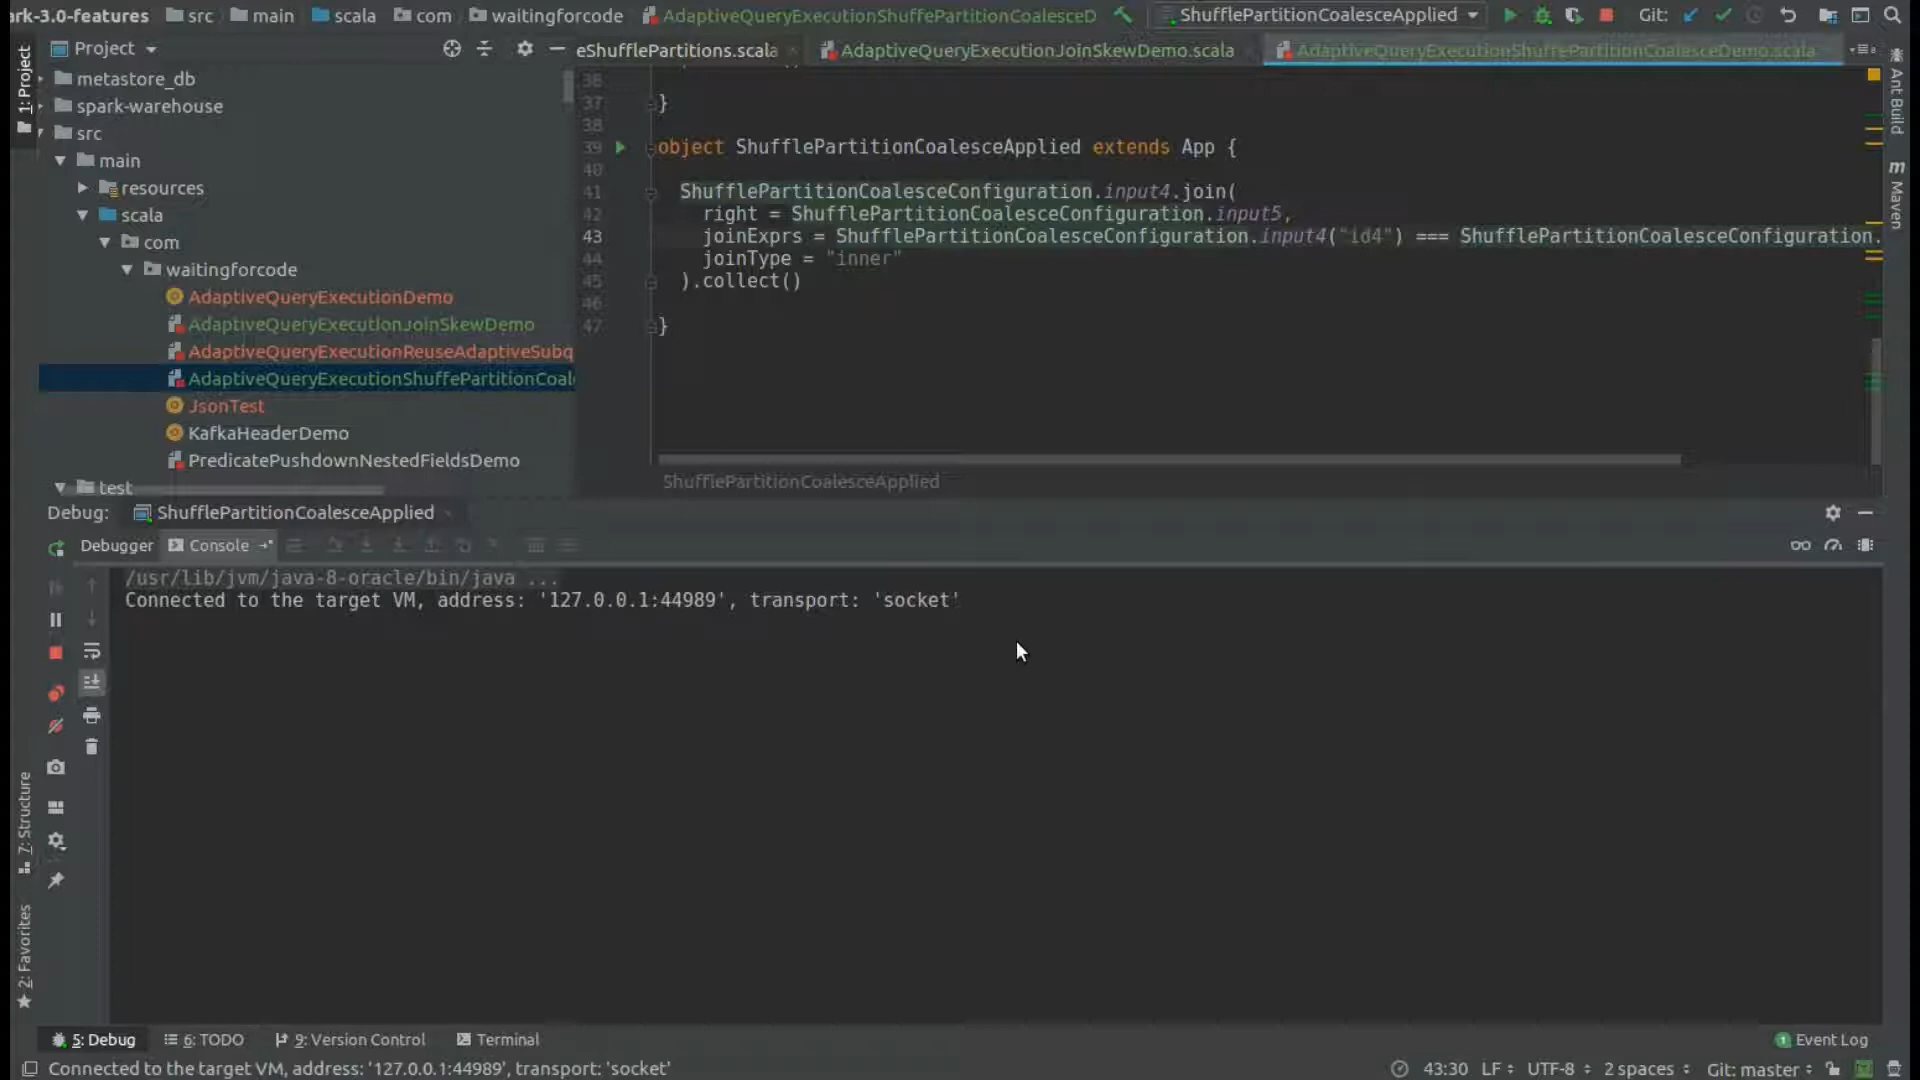 ark-3.0-features src main scala com waitingforcode AdaptiveQueryExecutionShuffePartitionCoalesceD ShufflePartitionCoalesceApplied Git:
Project eShufflePartitions.scala AdaptiveQueryExecutionJoinSkewDemo.scala AdaptiveQueryExecutionShuffePartitionCoalesceDemo.scala
1: Project
Ant Build
Maven
metastore_db
spark-warehouse
src
main
resources
scala
com
waitingforcode
AdaptiveQueryExecutionDemo
AdaptiveQueryExecutionJoinSkewDemo
AdaptiveQueryExecutionReuseAdaptiveSubq
AdaptiveQueryExecutionShuffePartitionCoal
JsonTest
KafkaHeaderDemo
PredicatePushdownNestedFieldsDemo
test
36
37 }
38
39 object ShufflePartitionCoalesceApplied extends App {
40
41 ShufflePartitionCoalesceConfiguration.input4.join(
42 right = ShufflePartitionCoalesceConfiguration.input5,
43 joinExprs = ShufflePartitionCoalesceConfiguration.input4("id4") === ShufflePartitionCoalesceConfiguration.
44 joinType = "inner"
45 ).collect()
46
47 }
ShufflePartitionCoalesceApplied
Debug: ShufflePartitionCoalesceApplied
Debugger Console
/usr/lib/jvm/java-8-oracle/bin/java ...
Connected to the target VM, address: '127.0.0.1:44989', transport: 'socket'
7: Structure
2: Favorites
5: Debug 6: TODO 9: Version Control Terminal 1 Event Log
Connected to the target VM, address: '127.0.0.1:44989', transport: 'socket' 43:30 LF UTF-8 2 spaces Git: master